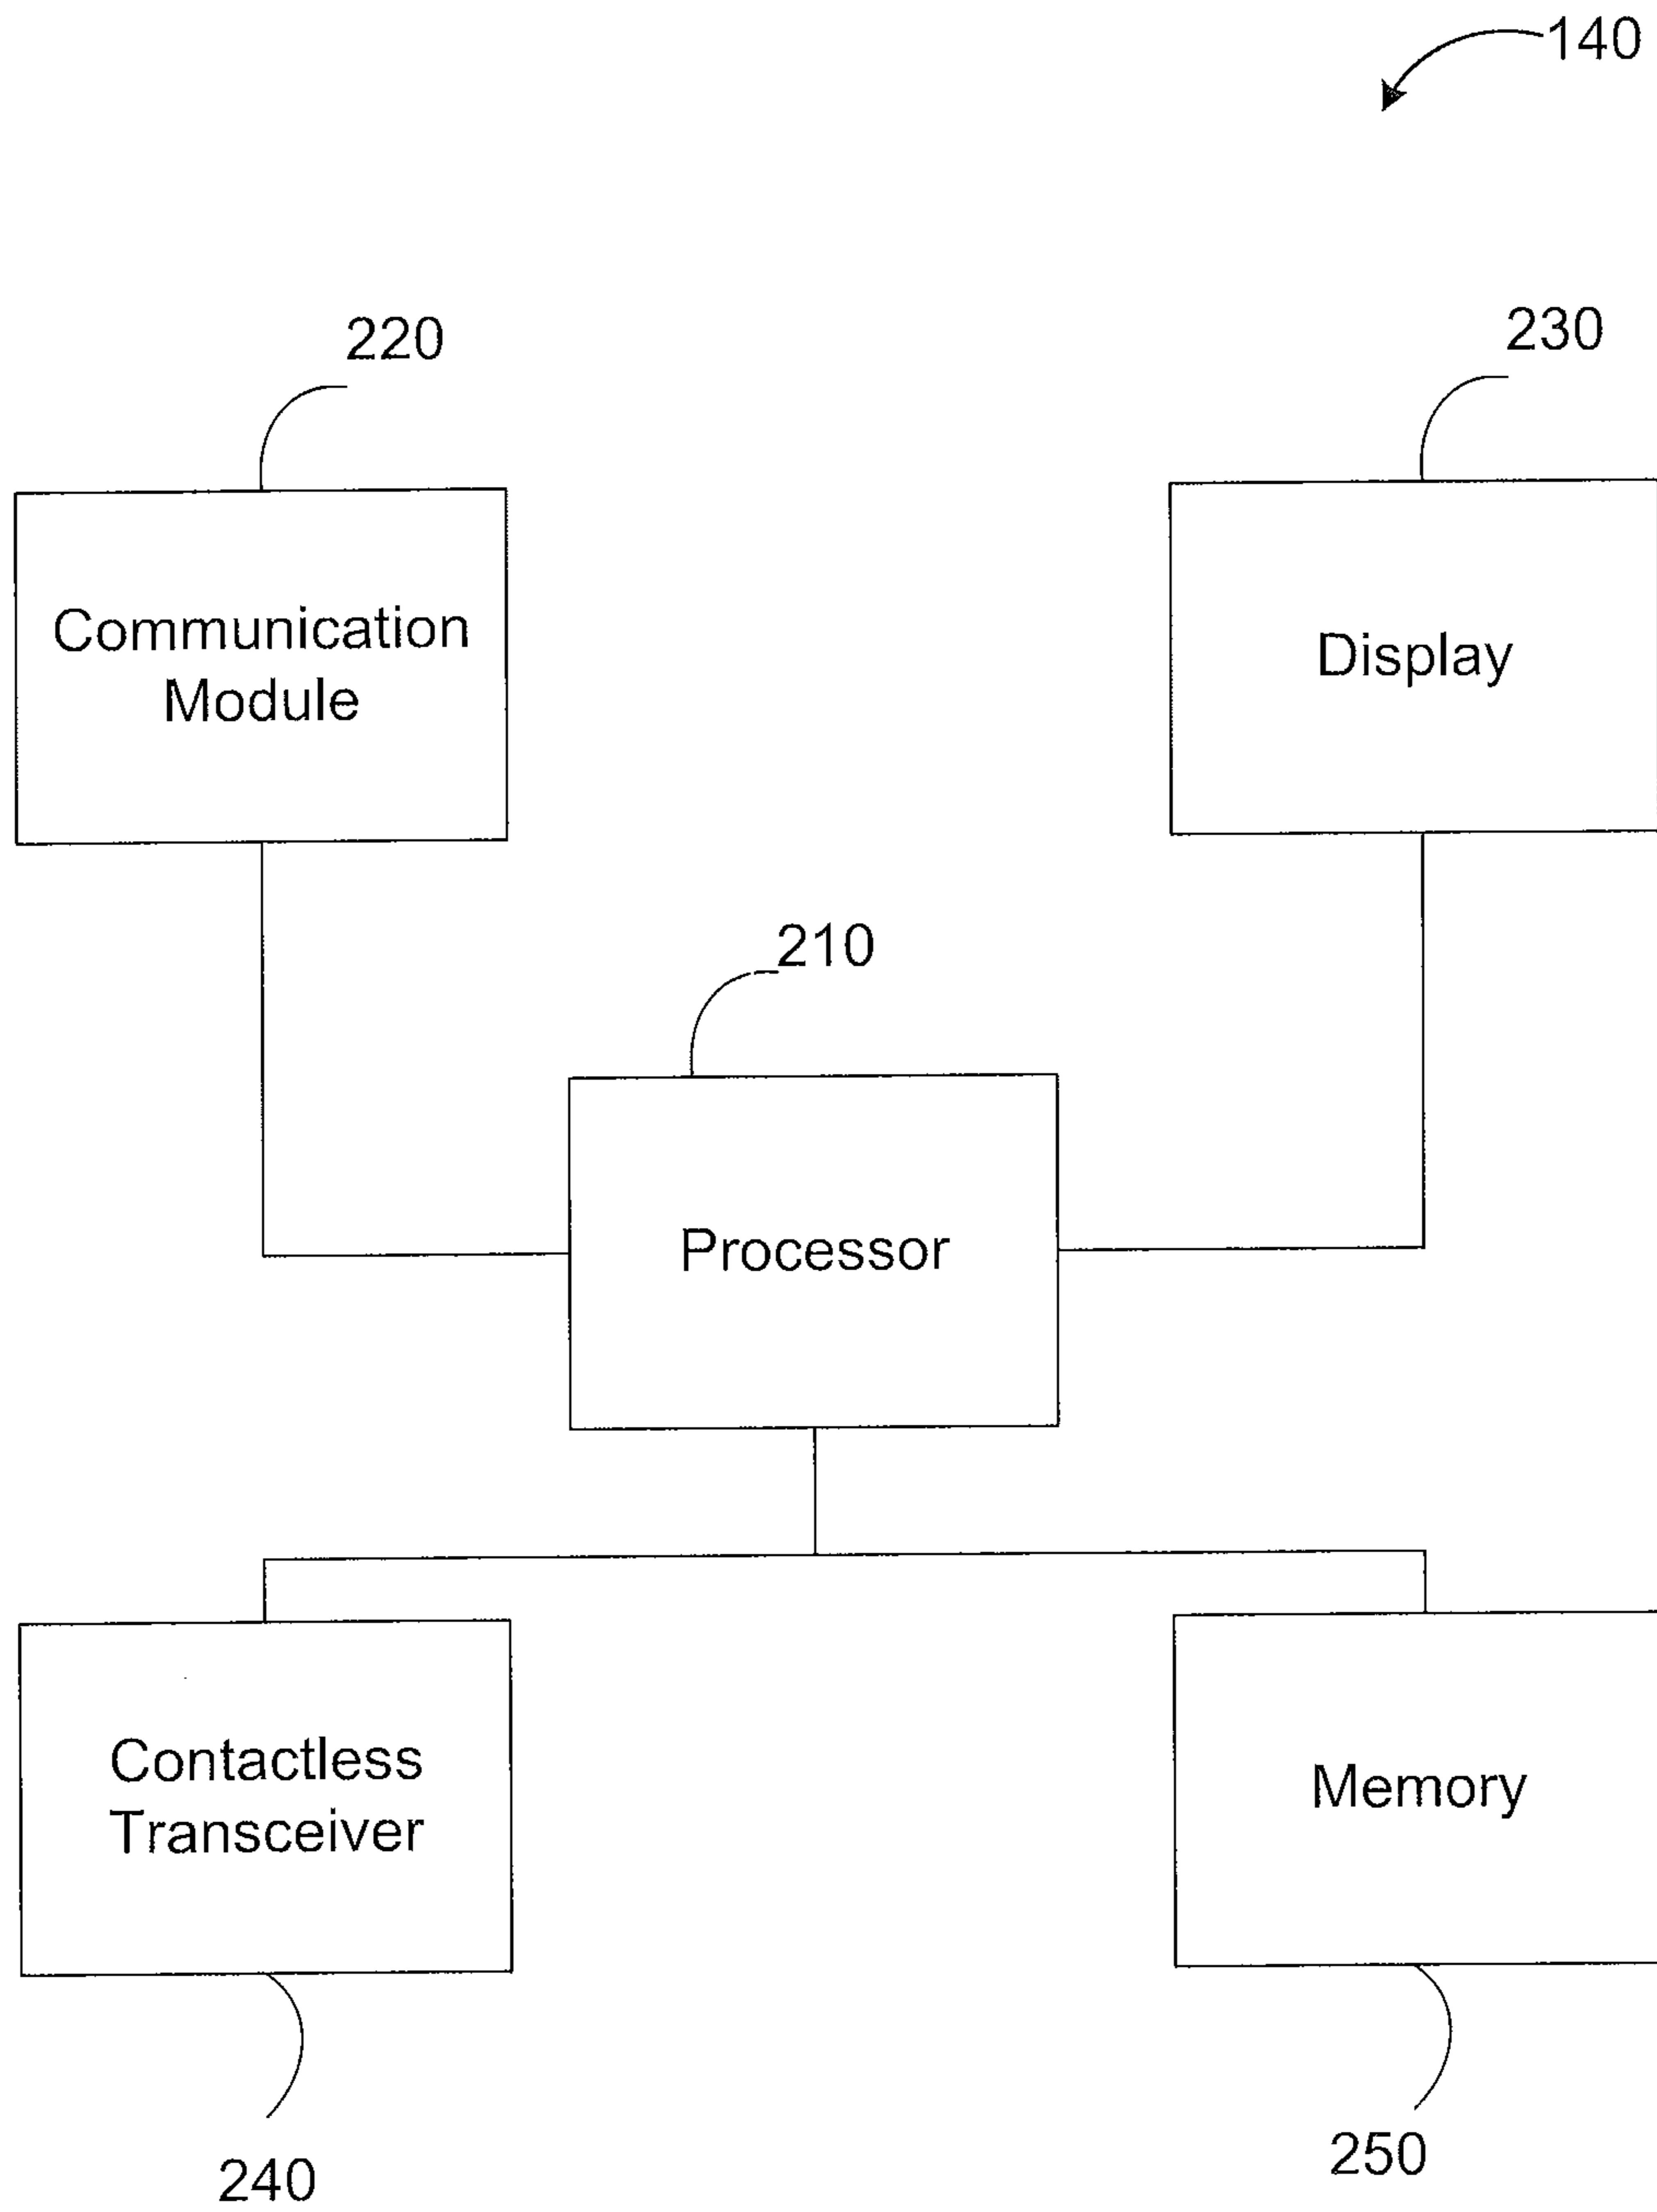 140
220
230
Communication
Module
Display
210
Processor
Contactless
Transceiver
Memory
240
250